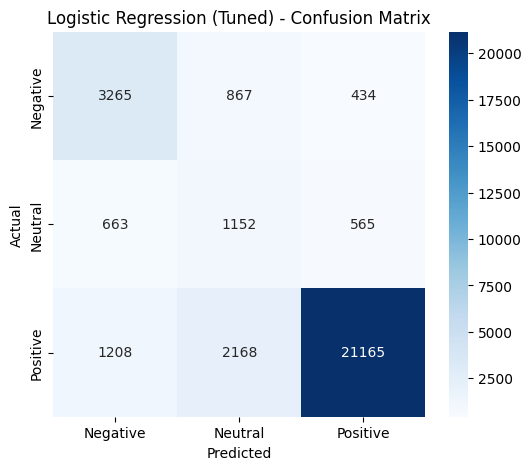 Logistic Regression (Tuned) - Confusion Matrix
Negative
3265 867 434
20000
17500
15000
Actual
Neutral
663 1152 565
12500
10000
7500
Positive
1208 2168 21165
5000
2500
Negative Neutral Positive
Predicted